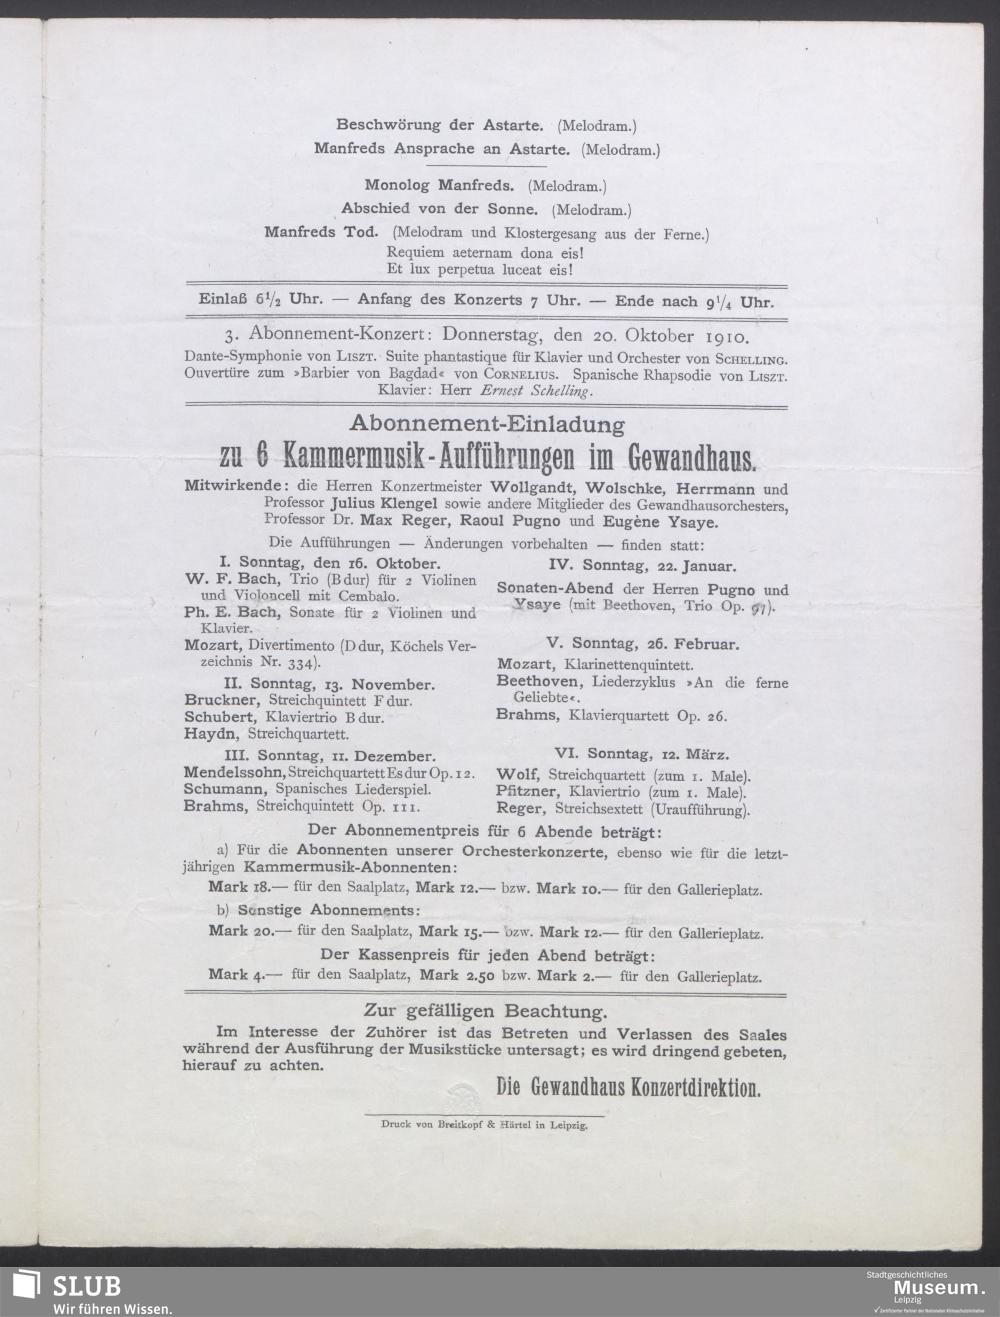 Beschwörung der Astarte. (Melodram.)
Manfreds Ansprache an Astarte. (Melodram.)
Monolog Manfreds. (Melodram.)
Abschied von der Sonne. (Melodram.)
Manfreds Tod. (Melodram und Klostergesang aus der Ferne.)
Requiem aeternam dona eis!
Et lux perpetua luceat eis!
Einlaß 6½ Uhr. — Anfang des Konzerts 7 Uhr. — Ende nach 9¼ Uhr.
3. Abonnement-Konzert: Donnerstag, den 20. Oktober 1910.
Dante-Symphonie von LISZT. Suite phantastique für Klavier und Orchester von SCHELLING.
Ouvertüre zum »Barbier von Bagdad« von CORNELIUS. Spanische Rhapsodie von LISZT.
Klavier: Herr Ernest Schelling.
Abonnement-Einladung
zu 6 Kammermusik-Aufführungen im Gewandhaus.
Mitwirkende: die Herren Konzertmeister Wollgandt, Wolschke, Herrmann und
Professor Julius Klengel sowie andere Mitglieder des Gewandhausorchesters,
Professor Dr. Max Reger, Raoul Pugno und Eugène Ysaye.
Die Aufführungen — Änderungen vorbehalten — finden statt:
I. Sonntag, den 16. Oktober.
W. F. Bach, Trio (B dur) für 2 Violinen
und Violoncell mit Cembalo.
Ph. E. Bach, Sonate für 2 Violinen und
Klavier.
Mozart, Divertimento (D dur, Köchels Ver-
zeichnis Nr. 334).
II. Sonntag, 13. November.
Bruckner, Streichquintett F dur.
Schubert, Klaviertrio B dur.
Haydn, Streichquartett.
III. Sonntag, 11. Dezember.
Mendelssohn, Streichquartett Es dur Op. 12.
Schumann, Spanisches Liederspiel.
Brahms, Streichquintett Op. 111.
IV. Sonntag, 22. Januar.
Sonaten-Abend der Herren Pugno und
Ysaye (mit Beethoven, Trio Op. 97).
V. Sonntag, 26. Februar.
Mozart, Klarinettenquintett.
Beethoven, Liederzyklus »An die ferne
Geliebte«.
Brahms, Klavierquartett Op. 26.
VI. Sonntag, 12. März.
Wolf, Streichquartett (zum 1. Male).
Pfitzner, Klaviertrio (zum 1. Male).
Reger, Streichsextett (Uraufführung).
Der Abonnementpreis für 6 Abende beträgt:
a) Für die Abonnenten unserer Orchesterkonzerte, ebenso wie für die letzt-
jährigen Kammermusik-Abonnenten:
Mark 18.— für den Saalplatz, Mark 12.— bzw. Mark 10.— für den Gallerieplatz.
b) Sonstige Abonnements:
Mark 20.— für den Saalplatz, Mark 15.— bzw. Mark 12.— für den Gallerieplatz.
Der Kassenpreis für jeden Abend beträgt:
Mark 4.— für den Saalplatz, Mark 2.50 bzw. Mark 2.— für den Gallerieplatz.
Zur gefälligen Beachtung.
Im Interesse der Zuhörer ist das Betreten und Verlassen des Saales
während der Ausführung der Musikstücke untersagt; es wird dringend gebeten,
hierauf zu achten.
Die Gewandhaus Konzertdirektion.
Druck von Breitkopf & Härtel in Leipzig.
SLUB
Wir führen Wissen.
Stadtgeschichtliches
Museum.
Leipzig
Zertifizierter Partner der Nationalen Klimaschutzinitiative